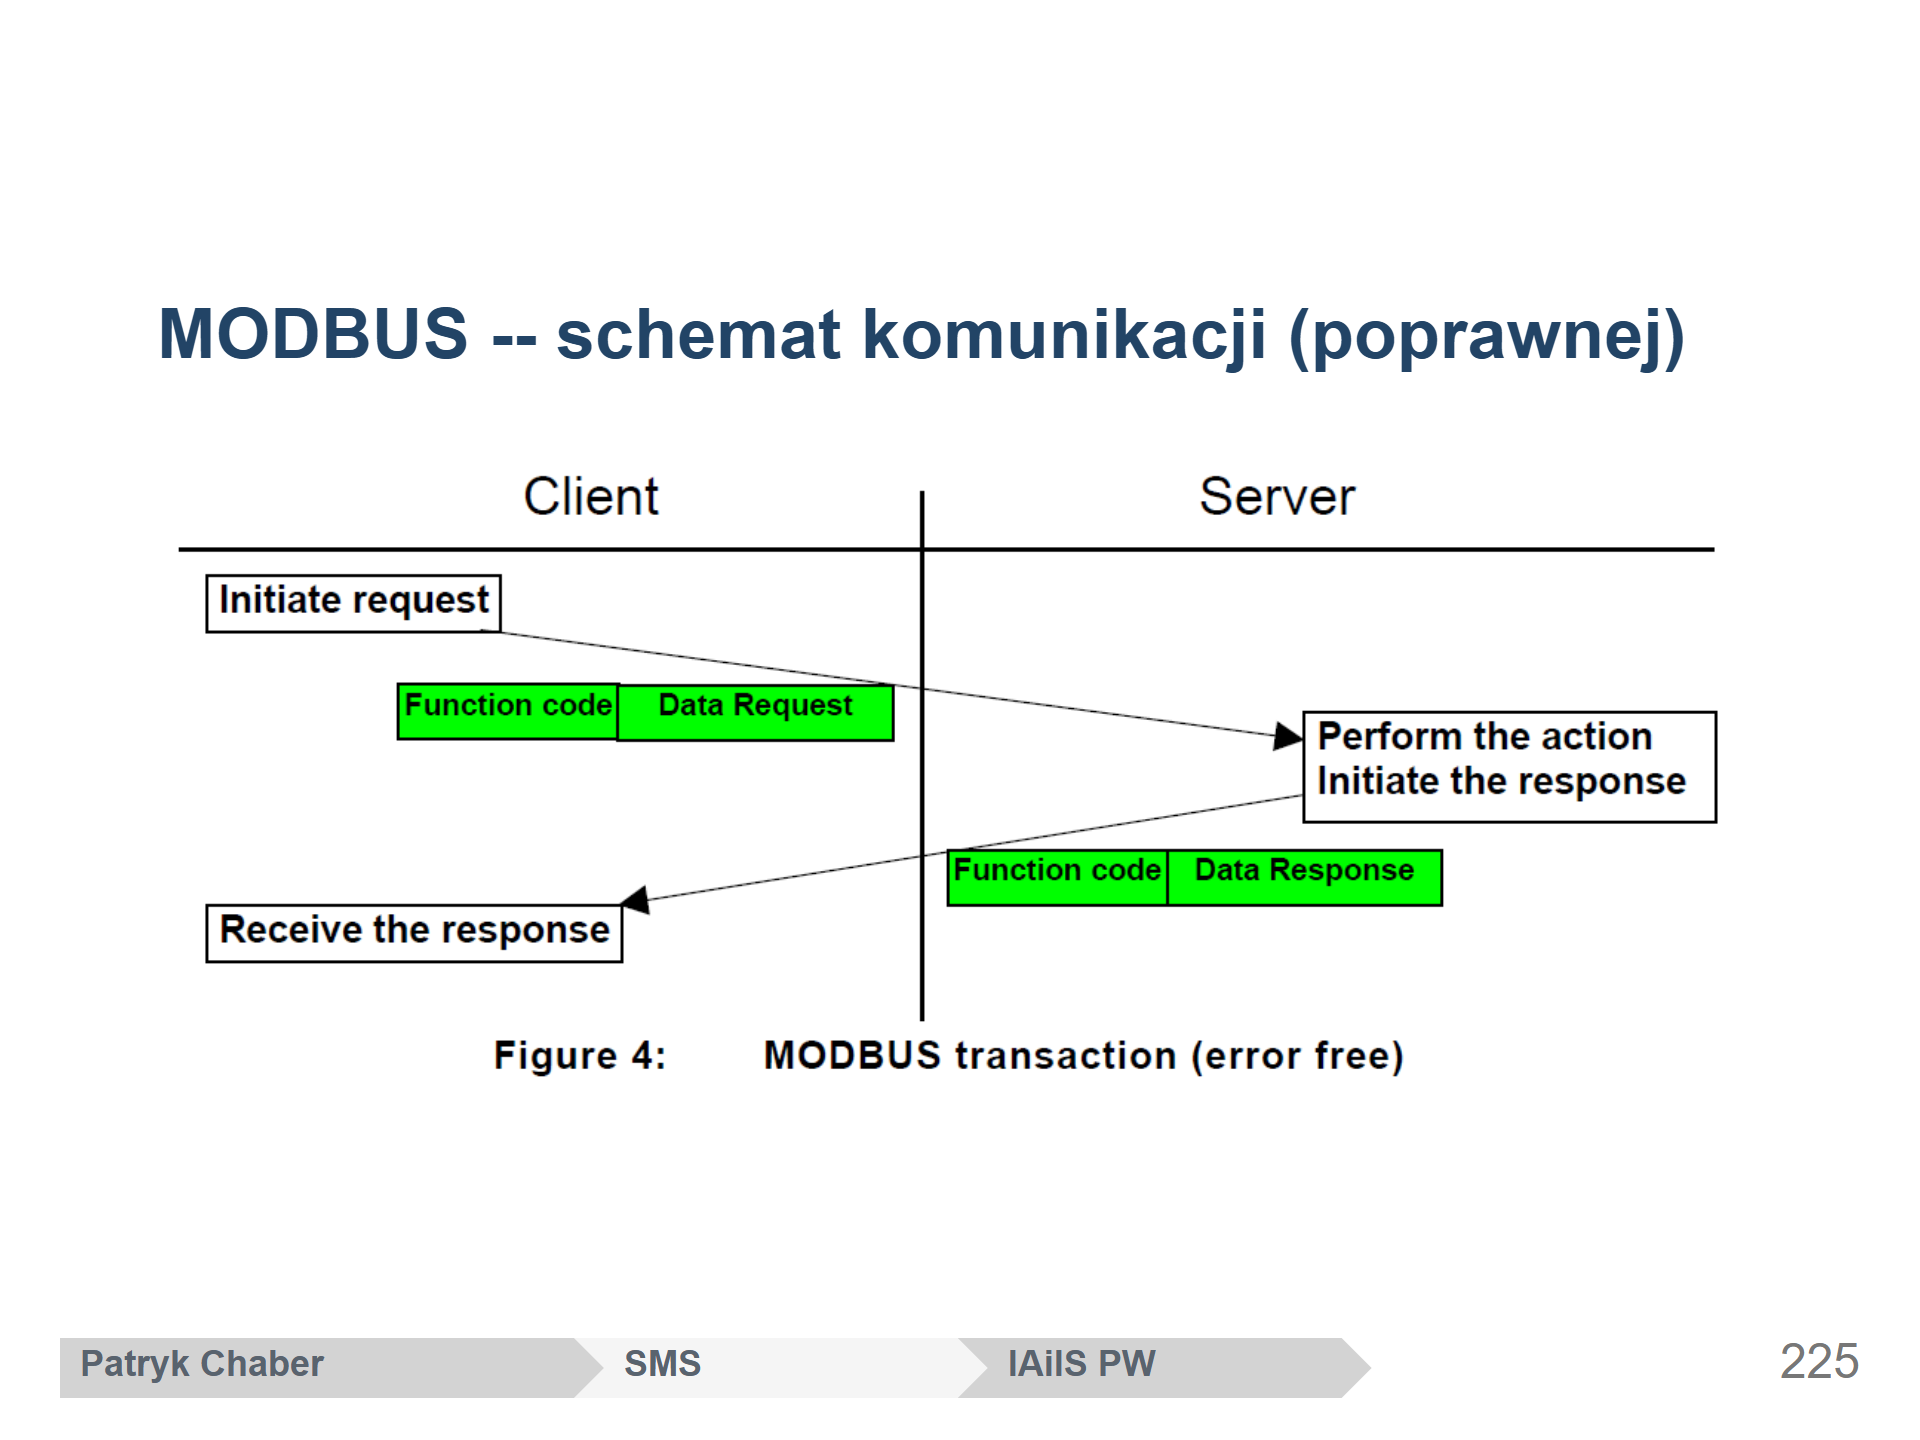 MODBUS -- schemat komunikacji (poprawnej)
Client
Server
Initiate request
Function code
Data Request
Perform the action
Initiate the response
Function code
Data Response
Receive the response
Figure 4: MODBUS transaction (error free)
Patryk Chaber
SMS
IAiIS PW
225